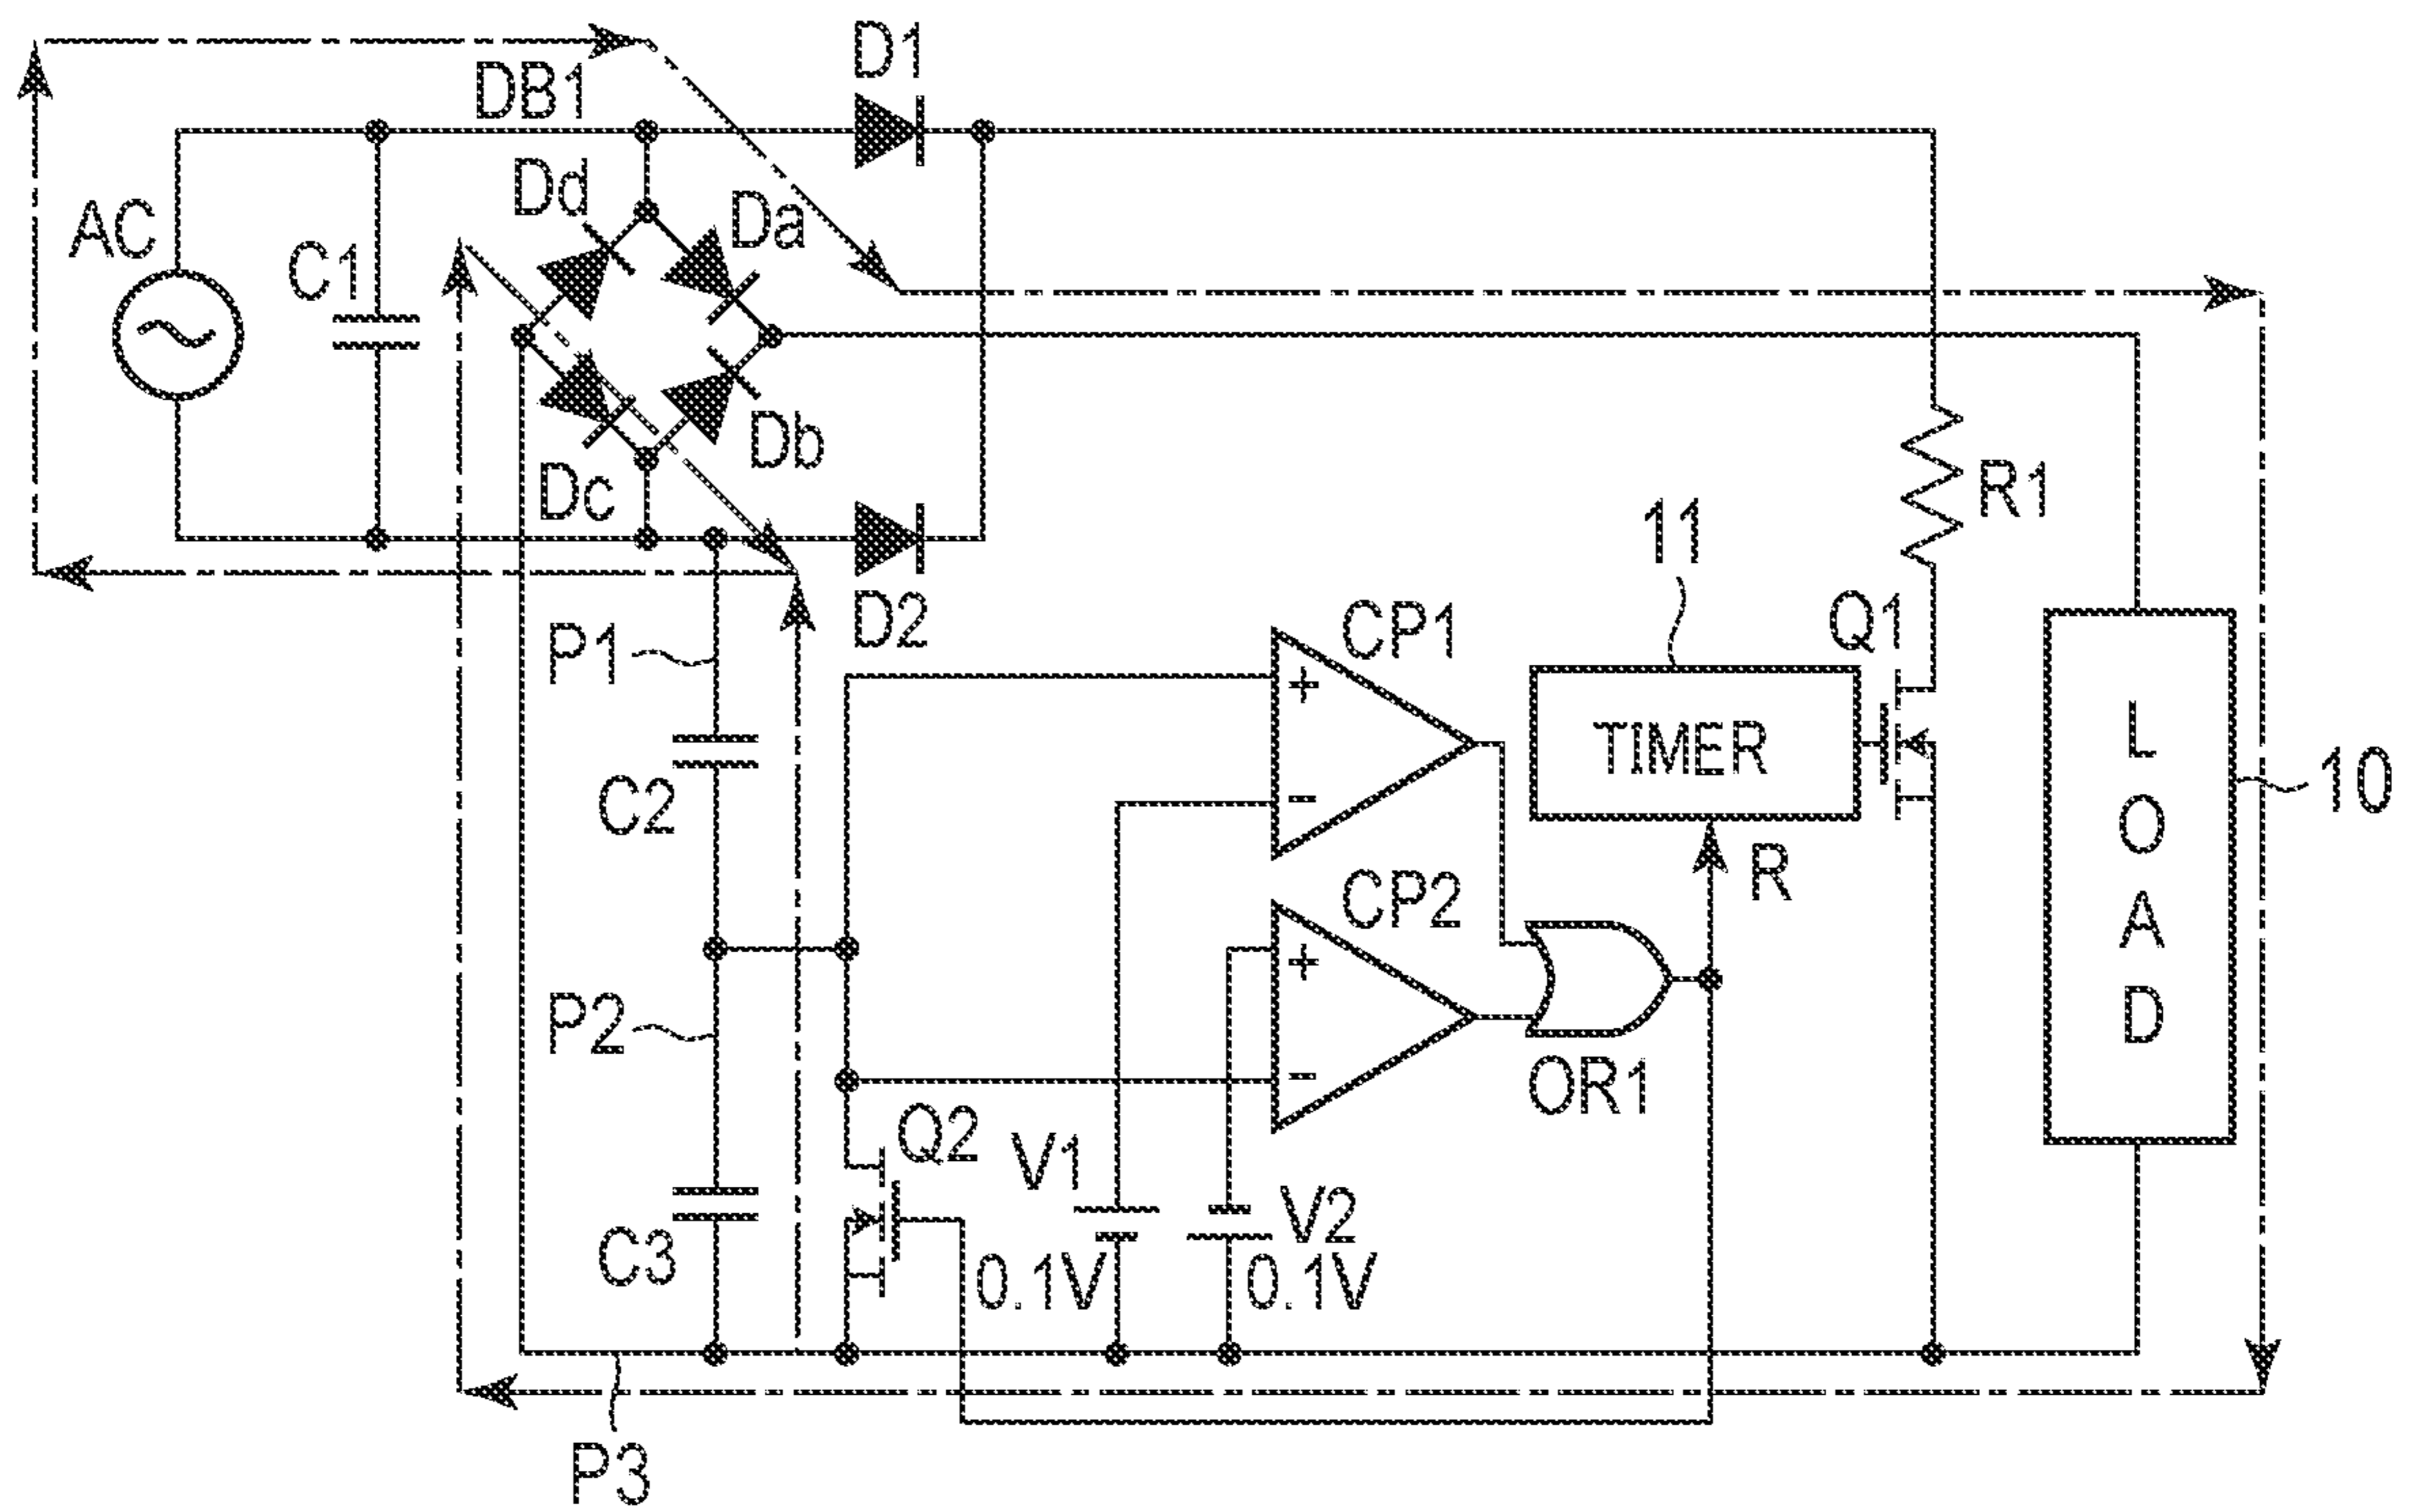 D1
DB1
Dd
Da
AC
C1
Db
Dc
R1
11
D2
CP1
Q1
P1
+
TIMER
L
O
A
D
10
−
C2
R
CP2
+
P2
OR1
−
Q2
V1
V2
C3
0.1V
0.1V
P3